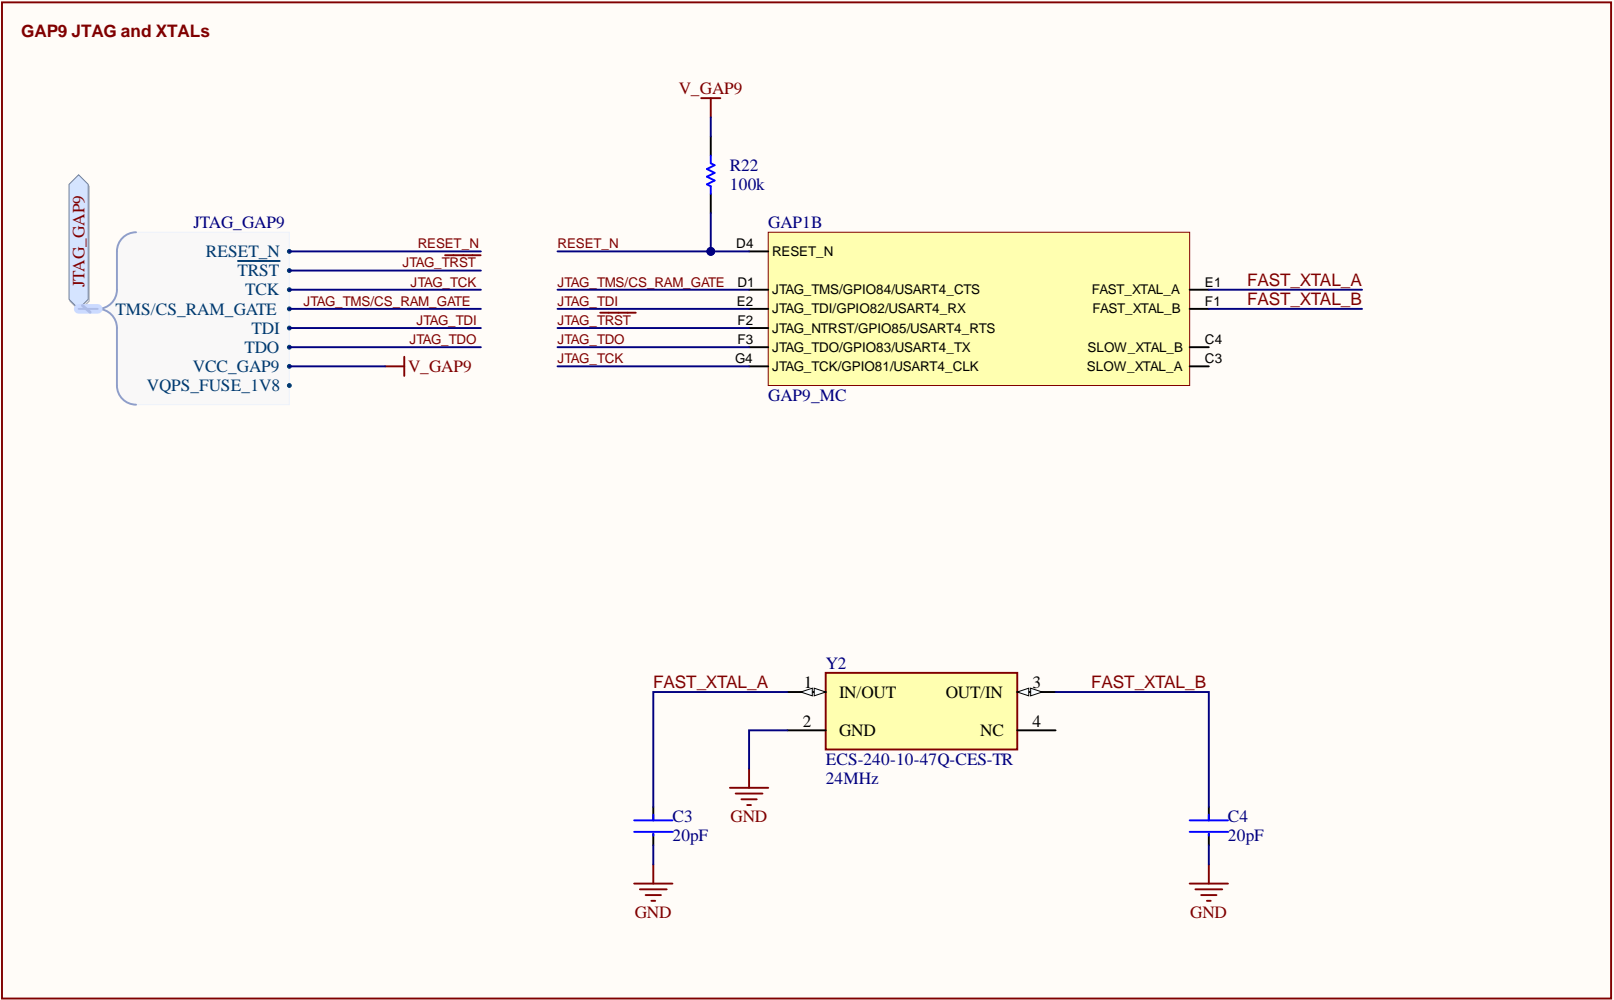 GAP9 JTAG and XTALs
V_GAP9
R22
100k
JTAG_GAP9
JTAG_GAP9
RESET_N
TRST
TCK
TMS/CS_RAM_GATE
TDI
TDO
VCC_GAP9
VQPS_FUSE_1V8
RESET_N
JTAG_TRST
JTAG_TCK
JTAG_TMS/CS_RAM_GATE
JTAG_TDI
JTAG_TDO
V_GAP9
RESET_N
JTAG_TMS/CS_RAM_GATE
JTAG_TDI
JTAG_TRST
JTAG_TDO
JTAG_TCK
D4
D1
E2
F2
F3
G4
GAP1B
RESET_N
JTAG_TMS/GPIO84/USART4_CTS
JTAG_TDI/GPIO82/USART4_RX
JTAG_NTRST/GPIO85/USART4_RTS
JTAG_TDO/GPIO83/USART4_TX
JTAG_TCK/GPIO81/USART4_CLK
FAST_XTAL_A
FAST_XTAL_B
SLOW_XTAL_B
SLOW_XTAL_A
GAP9_MC
E1
F1
C4
C3
FAST_XTAL_A
FAST_XTAL_B
Y2
FAST_XTAL_A
1
IN/OUT
OUT/IN
3
FAST_XTAL_B
2
GND
NC
4
ECS-240-10-47Q-CES-TR
24MHz
GND
C3
20pF
GND
C4
20pF
GND